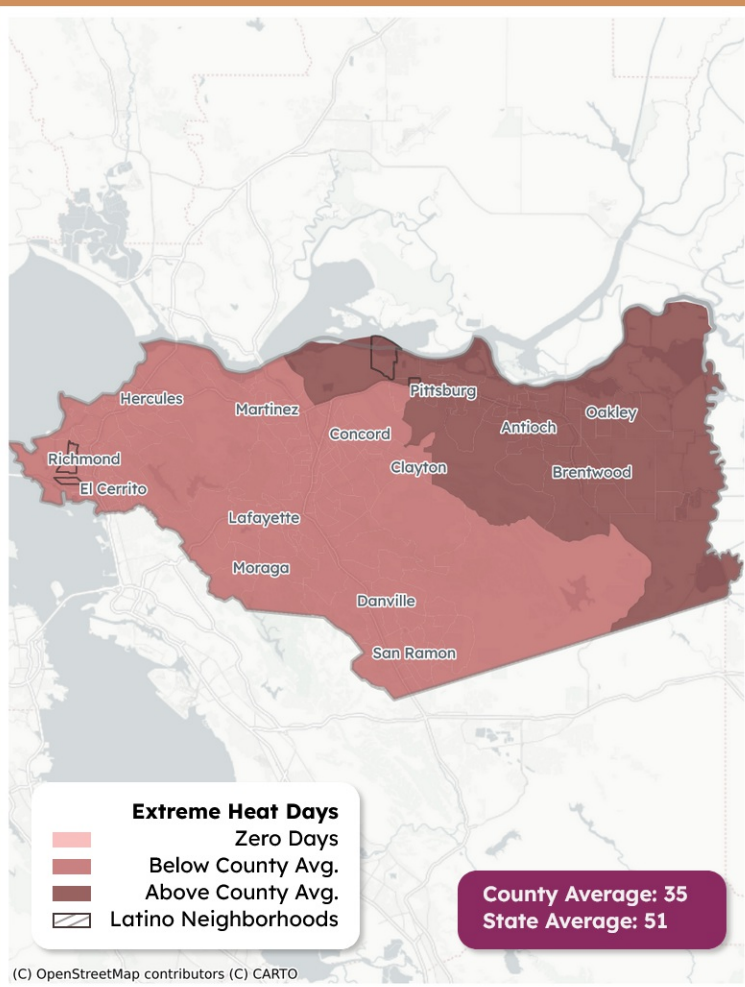 Hercules
Martinez
Pittsburg
Oakley
Concord
Antioch
Richmond
Clayton
Brentwood
El Cerrito
Lafayette
Moraga
Danville
San Ramon
Extreme Heat Days
Zero Days
Below County Avg.
Above County Avg.
Latino Neighborhoods
County Average: 35
State Average: 51
(C) OpenStreetMap contributors (C) CARTO